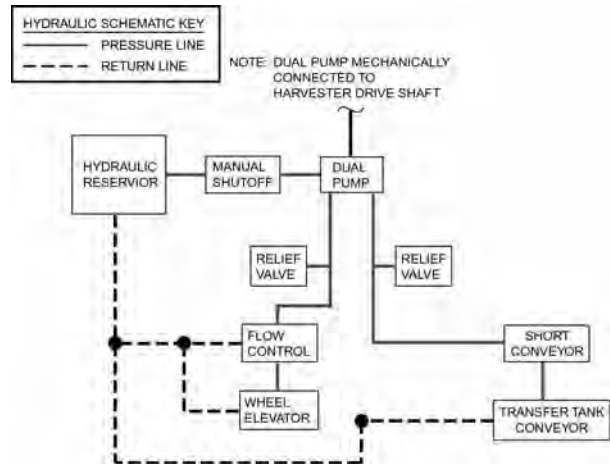 HYDRAULIC SCHEMATIC KEY
PRESSURE LINE
RETURN LINE
NOTE: DUAL PUMP MECHANICALLY
CONNECTED TO
HARVESTER DRIVE SHAFT
HYDRAULIC
RESERVIOR
MANUAL
SHUTOFF
DUAL
PUMP
RELIEF
VALVE
RELIEF
VALVE
FLOW
CONTROL
SHORT
CONVEYOR
WHEEL
ELEVATOR
TRANSFER TANK
CONVEYOR